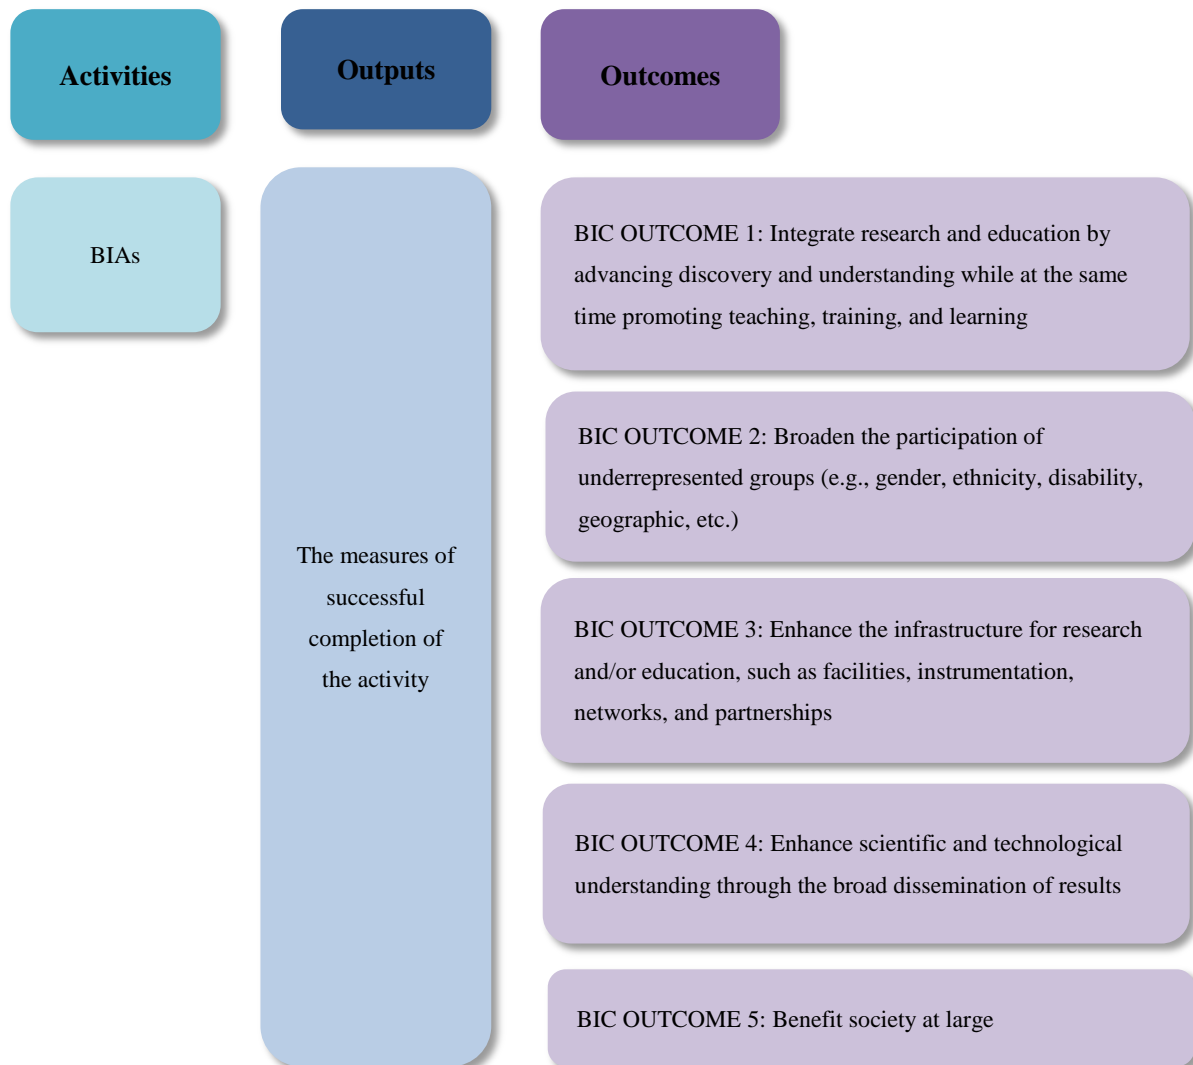 Activities
Outputs
Outcomes
BIAs
The measures of
successful
completion of
the activity
BIC OUTCOME 1: Integrate research and education by
advancing discovery and understanding while at the same
time promoting teaching, training, and learning
BIC OUTCOME 2: Broaden the participation of
underrepresented groups (e.g., gender, ethnicity, disability,
geographic, etc.)
BIC OUTCOME 3: Enhance the infrastructure for research
and/or education, such as facilities, instrumentation,
networks, and partnerships
BIC OUTCOME 4: Enhance scientific and technological
understanding through the broad dissemination of results
BIC OUTCOME 5: Benefit society at large